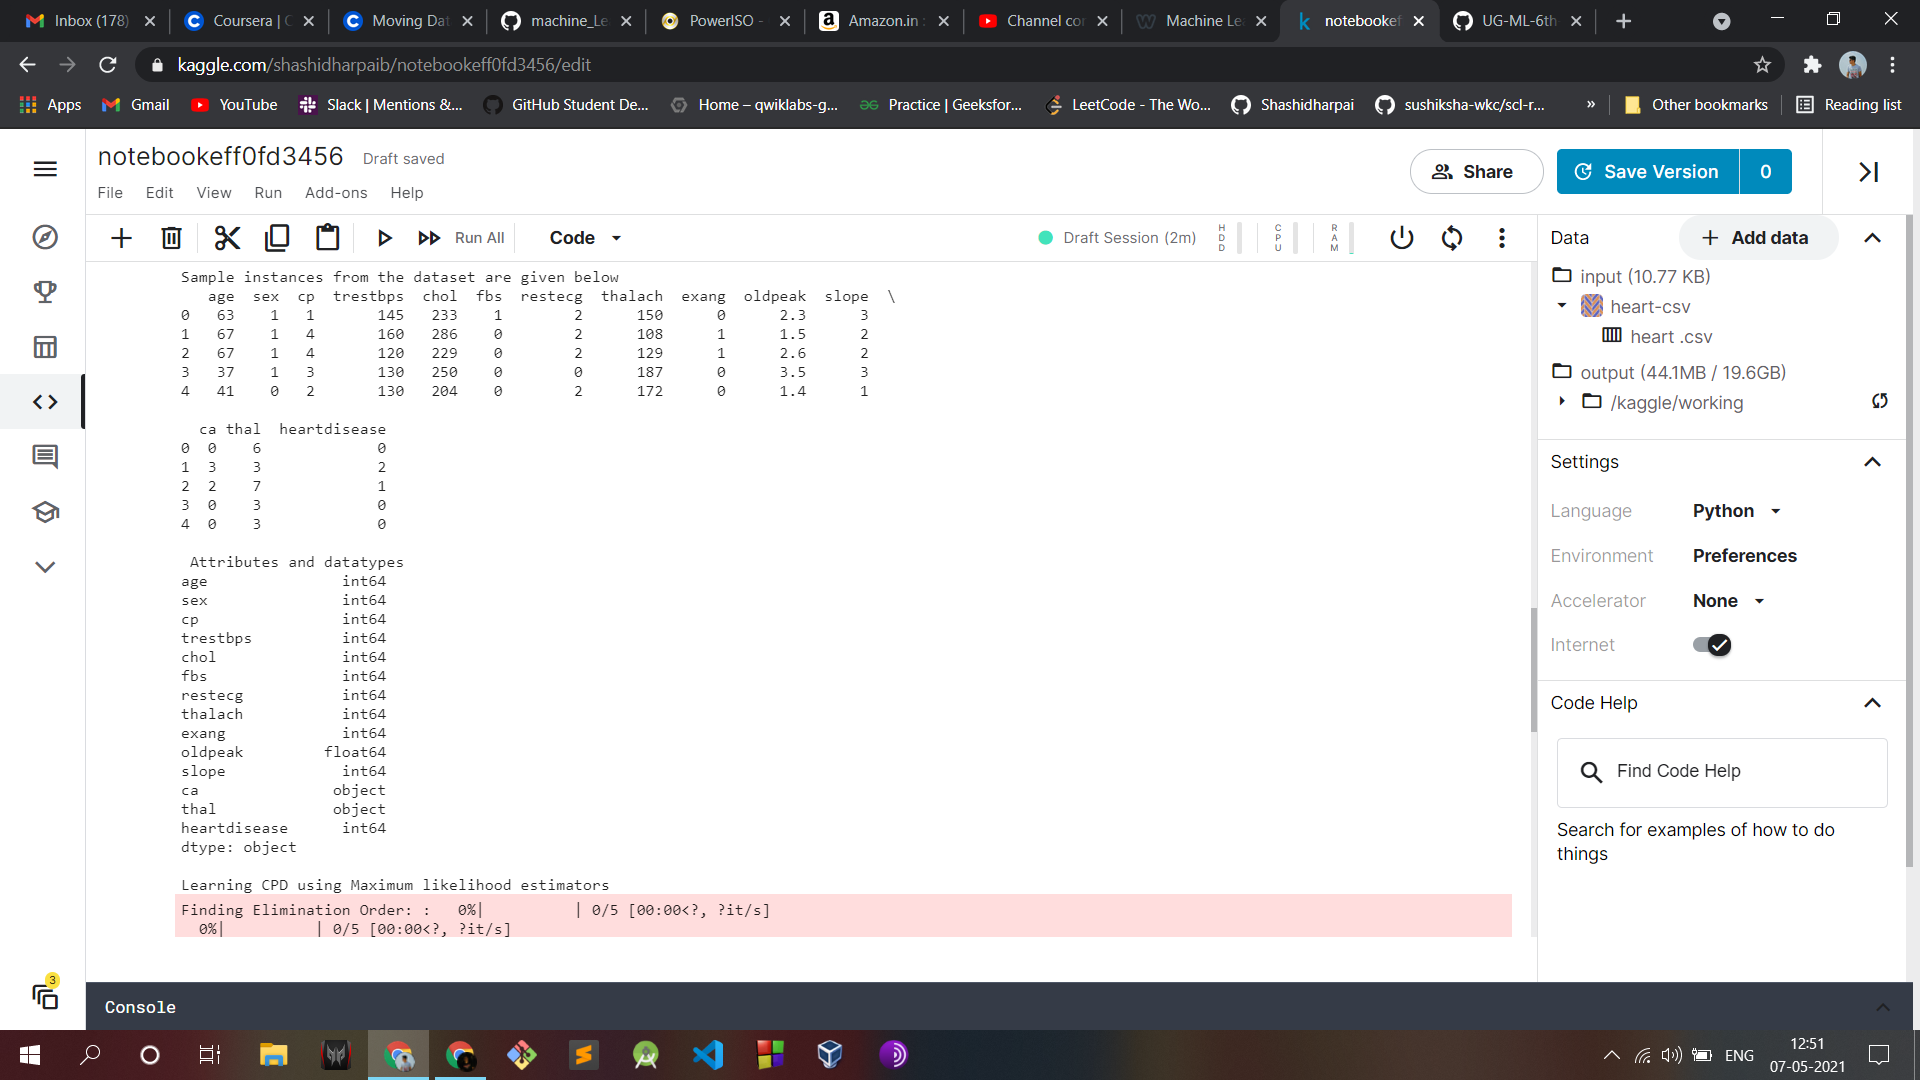 Inbox (178)
Coursera | C
Moving Dat
machine_Le
PowerISO -
Amazon.in :
Channel cor
Machine Le
notebookef
UG-ML-6th
kaggle.com/shashidharpaib/notebookeff0fd3456/edit
Apps
Gmail
YouTube
Slack | Mentions &...
GitHub Student De...
Home – qwiklabs-g...
Practice | Geeksfor...
LeetCode - The Wo...
Shashidharpai
sushiksha-wkc/scl-r...
»
Other bookmarks
Reading list
notebookeff0fd3456 Draft saved
File Edit View Run Add-ons Help
Share
Save Version 0
Run All
Code
Draft Session (2m)
HDD
CPU
RAM
Sample instances from the dataset are given below
age sex cp trestbps chol fbs restecg thalach exang oldpeak slope \
0 63 1 1 145 233 1 2 150 0 2.3 3
1 67 1 4 160 286 0 2 108 1 1.5 2
2 67 1 4 120 229 0 2 129 1 2.6 2
3 37 1 3 130 250 0 0 187 0 3.5 3
4 41 0 2 130 204 0 2 172 0 1.4 1
ca thal heartdisease
0 0 6 0
1 3 3 2
2 2 7 1
3 0 3 0
4 0 3 0
Attributes and datatypes
age int64
sex int64
cp int64
trestbps int64
chol int64
fbs int64
restecg int64
thalach int64
exang int64
oldpeak float64
slope int64
ca object
thal object
heartdisease int64
dtype: object
Learning CPD using Maximum likelihood estimators
Finding Elimination Order: : 0%| | 0/5 [00:00<?, ?it/s]
0%| | 0/5 [00:00<?, ?it/s]
Data
Add data
input (10.77 KB)
heart-csv
heart .csv
output (44.1MB / 19.6GB)
/kaggle/working
Settings
Language Python
Environment Preferences
Accelerator None
Internet
Code Help
Find Code Help
Search for examples of how to do
things
3
Console
ENG
12:51
07-05-2021